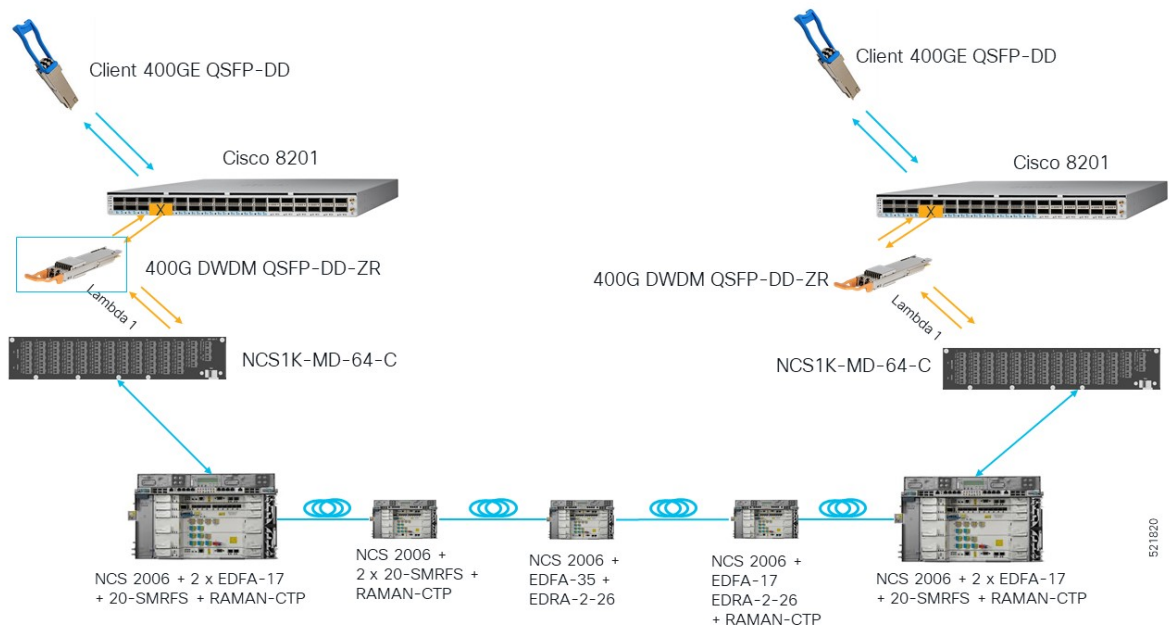 Client 400GE QSFP-DD
Client 400GE QSFP-DD
Cisco 8201
Cisco 8201
X
X
400G DWDM QSFP-DD-ZR
400G DWDM QSFP-DD-ZR
Lambda 1
Lambda 1
NCS1K-MD-64-C
NCS1K-MD-64-C
NCS 2006 + 2 x EDFA-17
+ 20-SMRFS + RAMAN-CTP
NCS 2006 +
2 x 20-SMRFS +
RAMAN-CTP
NCS 2006 +
EDFA-35 +
EDRA-2-26
NCS 2006 +
EDFA-17
EDRA-2-26
+ RAMAN-CTP
NCS 2006 + 2 x EDFA-17
+ 20-SMRFS + RAMAN-CTP
521820